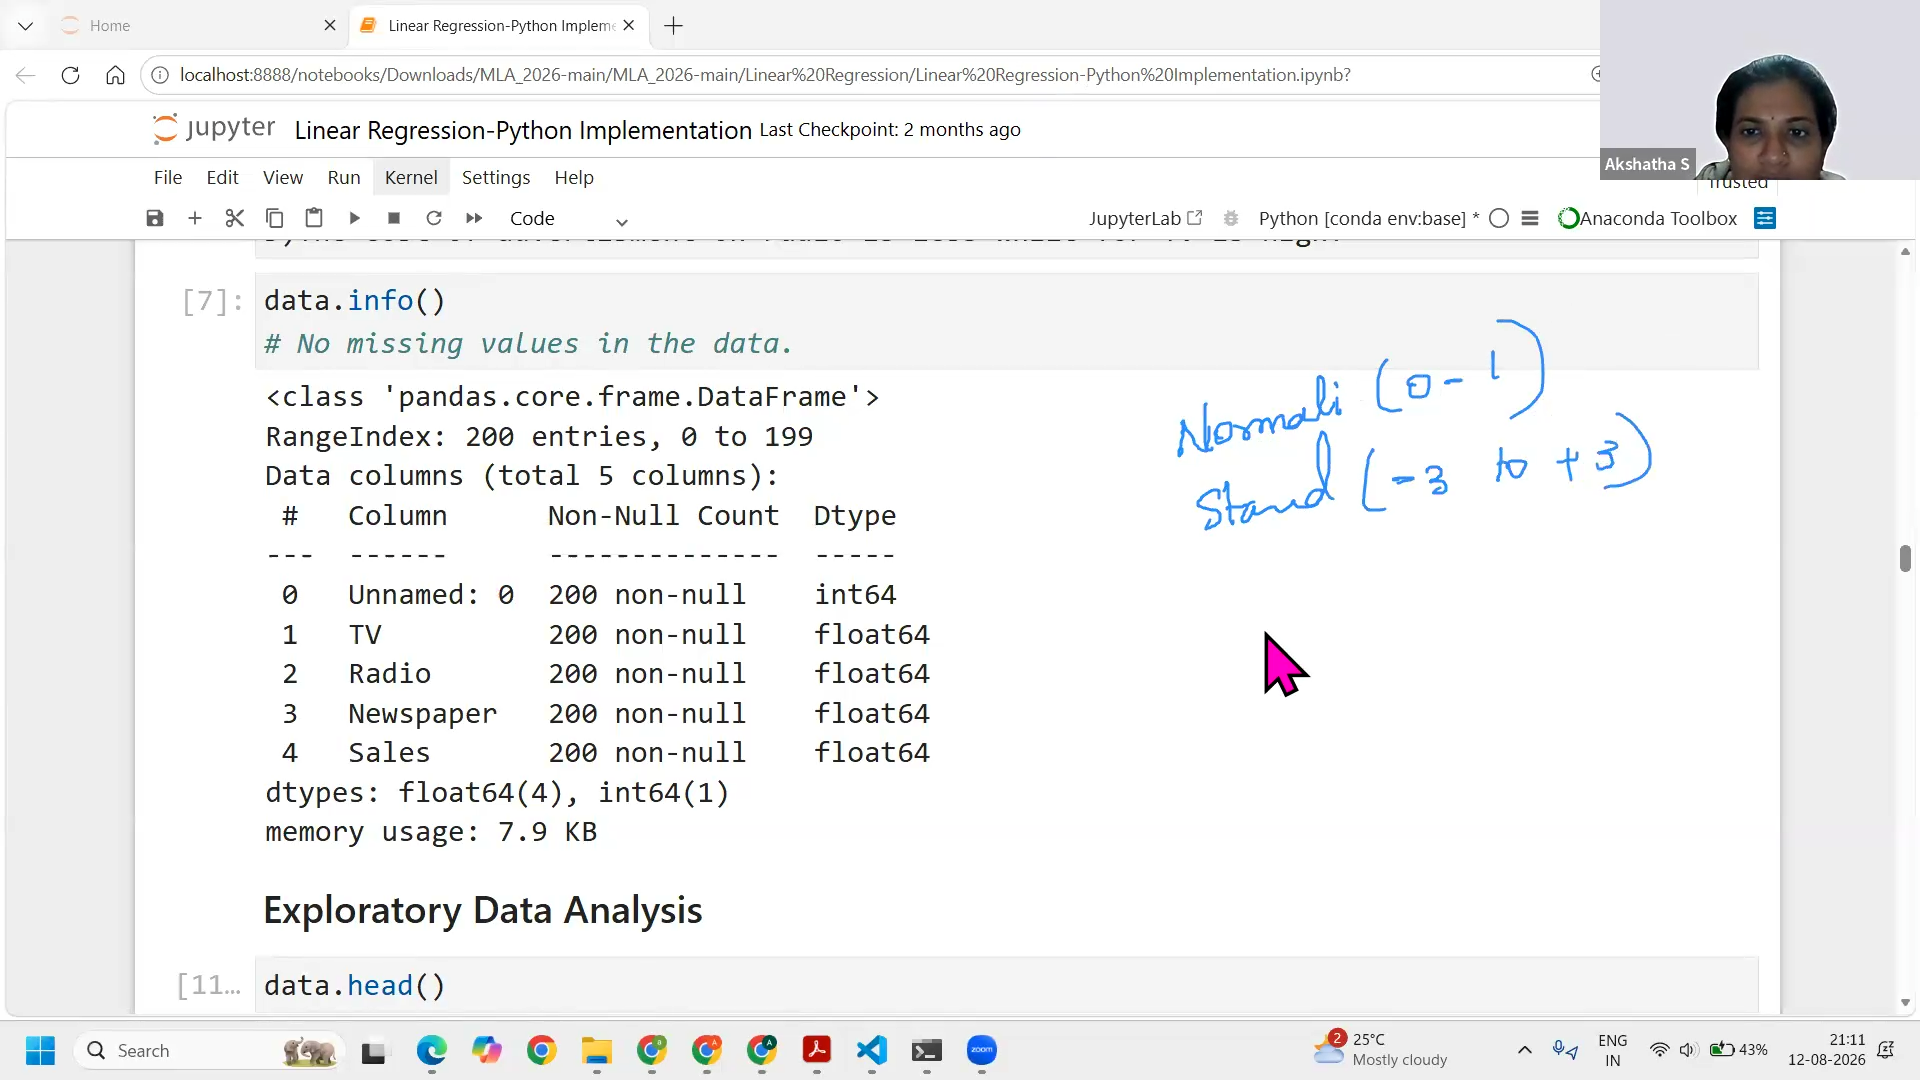 Home
Linear Regression-Python Impleme
localhost:8888/notebooks/Downloads/MLA_2026-main/MLA_2026-main/Linear%20Regression/Linear%20Regression-Python%20Implementation.ipynb?
jupyter Linear Regression-Python Implementation Last Checkpoint: 2 months ago
Akshatha S
Trusted
File Edit View Run Kernel Settings Help
Code
JupyterLab Python [conda env:base] * Anaconda Toolbox
[7]: data.info()
# No missing values in the data.
<class 'pandas.core.frame.DataFrame'>
RangeIndex: 200 entries, 0 to 199
Data columns (total 5 columns):
# Column Non-Null Count Dtype
--- ------ -------------- -----
0 Unnamed: 0 200 non-null int64
1 TV 200 non-null float64
2 Radio 200 non-null float64
3 Newspaper 200 non-null float64
4 Sales 200 non-null float64
dtypes: float64(4), int64(1)
memory usage: 7.9 KB
Normali (0 - 1)
Stand (-3 to +3)
Exploratory Data Analysis
[11... data.head()
Search
zoom
2
25°C
Mostly cloudy
ENG
IN
43%
21:11
12-08-2026